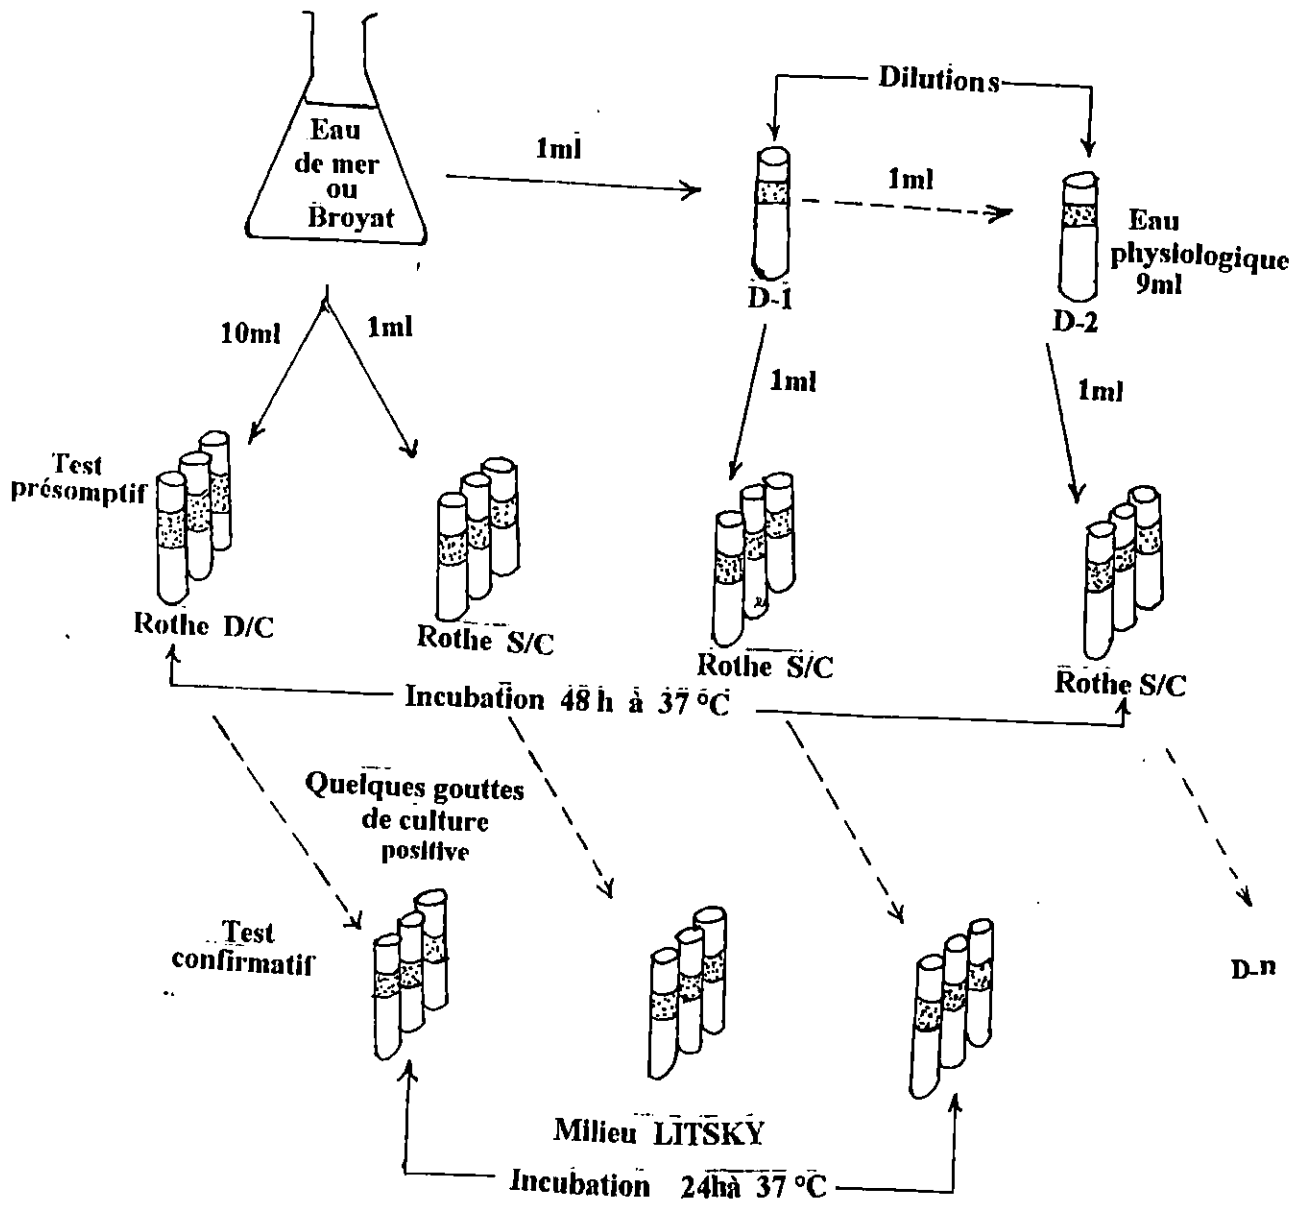 Dilutions
Eau
de mer
ou
Broyat
1ml
1ml
Eau
physiologique
9ml
D-1
D-2
10ml
1ml
1ml
1ml
Test
présomptif
Rothe D/C
Rothe S/C
Rothe S/C
Rothe S/C
Incubation 48 h à 37 °C
Quelques gouttes
de culture
positive
Test
confirmatif
D-n
Milieu LITSKY
Incubation 24hà 37 °C